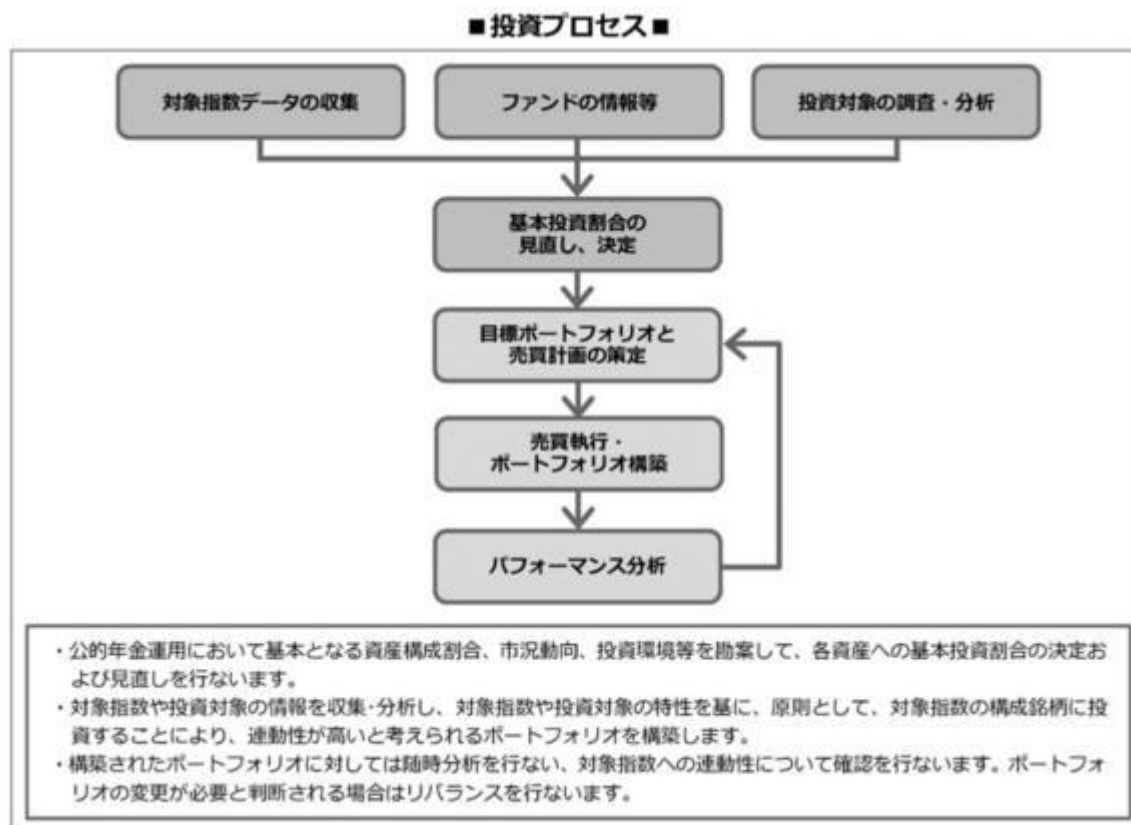 ■投資プロセス■
対象指数データの収集
ファンドの情報等
投資対象の調査・分析
基本投資割合の
見直し、決定
目標ポートフォリオと
売買計画の策定
売買執行・
ポートフォリオ構築
パフォーマンス分析
・公的年金運用において基本となる資産構成割合、市況動向、投資環境等を勘案して、各資産への基本投資割合の決定お
よび見直しを行ないます。
・対象指数や投資対象の情報を収集･分析し、対象指数や投資対象の特性を基に、原則として、対象指数の構成銘柄に投
資することにより、連動性が高いと考えられるポートフォリオを構築します。
・構築されたポートフォリオに対しては随時分析を行ない、対象指数への連動性について確認を行ないます。ポートフォ
リオの変更が必要と判断される場合はリバランスを行ないます。